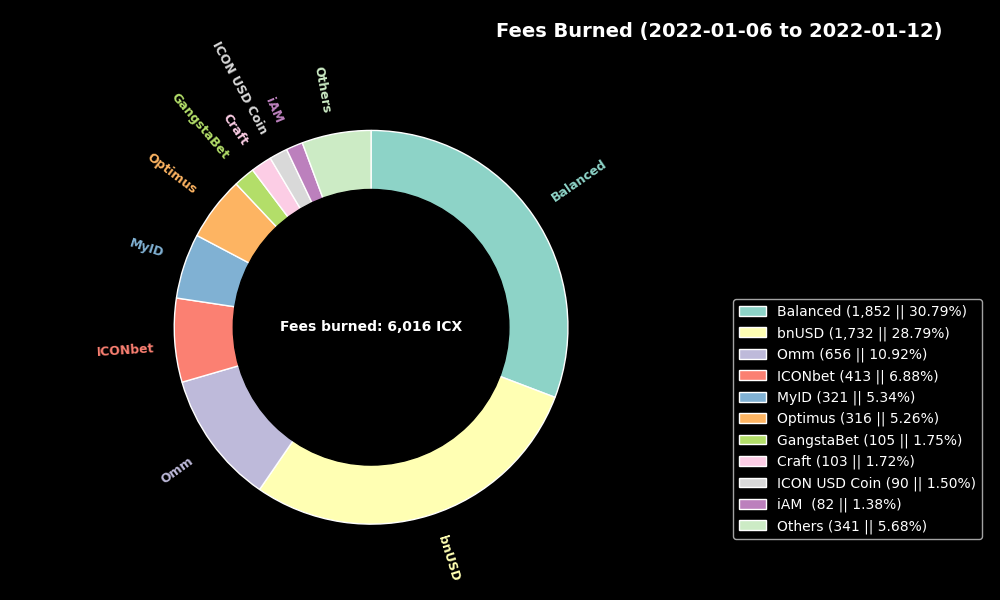 Fees Burned (2022-01-06 to 2022-01-12)
Others
iAM
ICON USD Coin
Craft
GangstaBet
Optimus
MyID
ICONbet
Omm
bnUSD
Balanced
Fees burned: 6,016 ICX
Balanced (1,852 || 30.79%)
bnUSD (1,732 || 28.79%)
Omm (656 || 10.92%)
ICONbet (413 || 6.88%)
MyID (321 || 5.34%)
Optimus (316 || 5.26%)
GangstaBet (105 || 1.75%)
Craft (103 || 1.72%)
ICON USD Coin (90 || 1.50%)
iAM  (82 || 1.38%)
Others (341 || 5.68%)